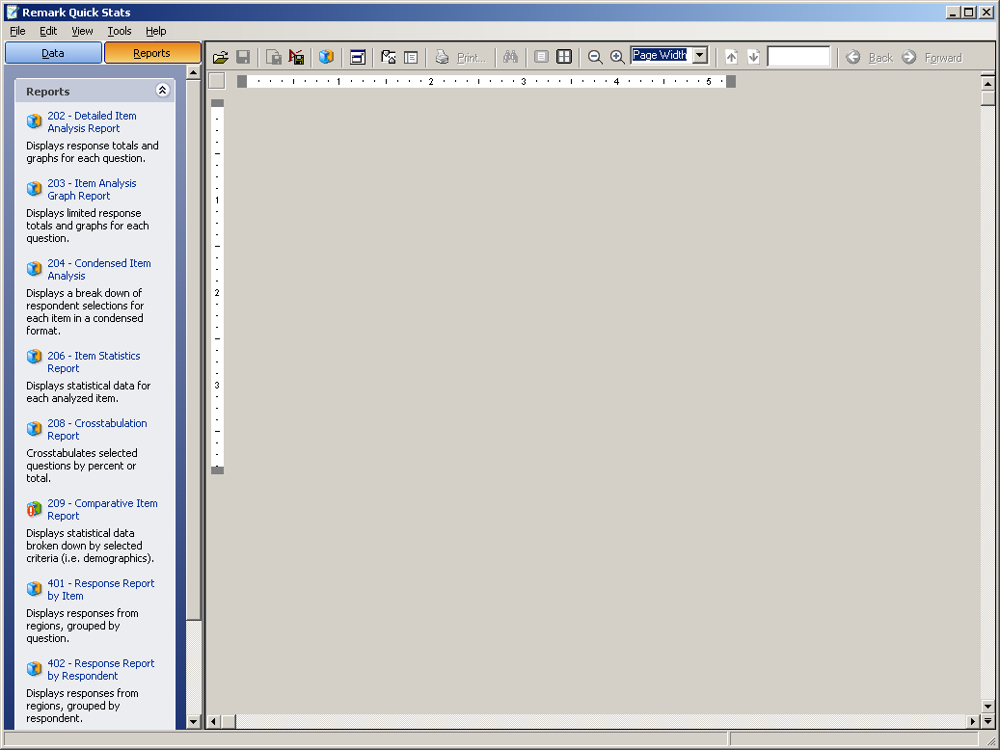 Remark Quick Stats
File Edit View Tools Help
Data Reports
Print... Page Width Back Forward
1 2 3 4 5
Reports
202 - Detailed Item
Analysis Report
Displays response totals and
graphs for each question.
203 - Item Analysis
Graph Report
Displays limited response
totals and graphs for each
question.
204 - Condensed Item
Analysis
Displays a break down of
respondent selections for
each item in a condensed
format.
206 - Item Statistics
Report
Displays statistical data for
each analyzed item.
208 - Crosstabulation
Report
Crosstabulates selected
questions by percent or
total.
209 - Comparative Item
Report
Displays statistical data
broken down by selected
criteria (i.e. demographics).
401 - Response Report
by Item
Displays responses from
regions, grouped by
question.
402 - Response Report
by Respondent
Displays responses from
regions, grouped by
respondent.
1
2
3